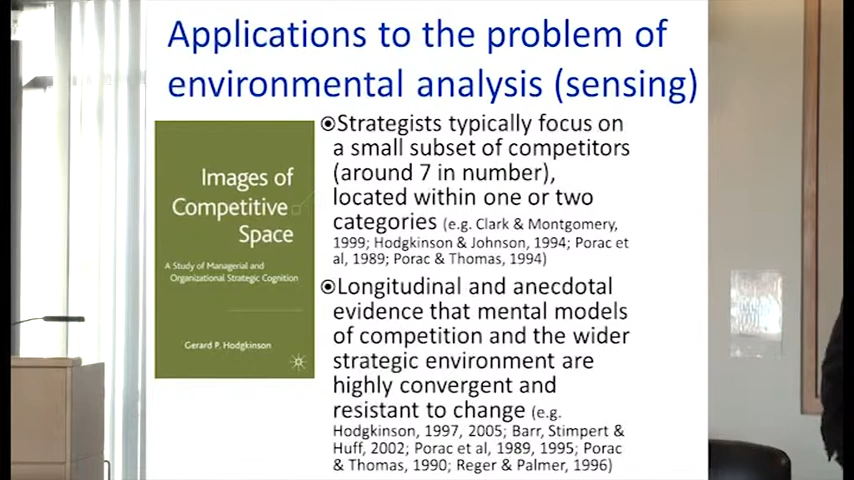 Applications to the problem of
environmental analysis (sensing)
Images of
Competitive
Space
A Study of Managerial and
Organizational Strategic Cognition
Gerard P. Hodgkinson
Strategists typically focus on
a small subset of competitors
(around 7 in number),
located within one or two
categories (e.g. Clark & Montgomery,
1999; Hodgkinson & Johnson, 1994; Porac et
al, 1989; Porac & Thomas, 1994)
Longitudinal and anecdotal
evidence that mental models
of competition and the wider
strategic environment are
highly convergent and
resistant to change (e.g.
Hodgkinson, 1997, 2005; Barr, Stimpert &
Huff, 2002; Porac et al, 1989, 1995; Porac
& Thomas, 1990; Reger & Palmer, 1996)